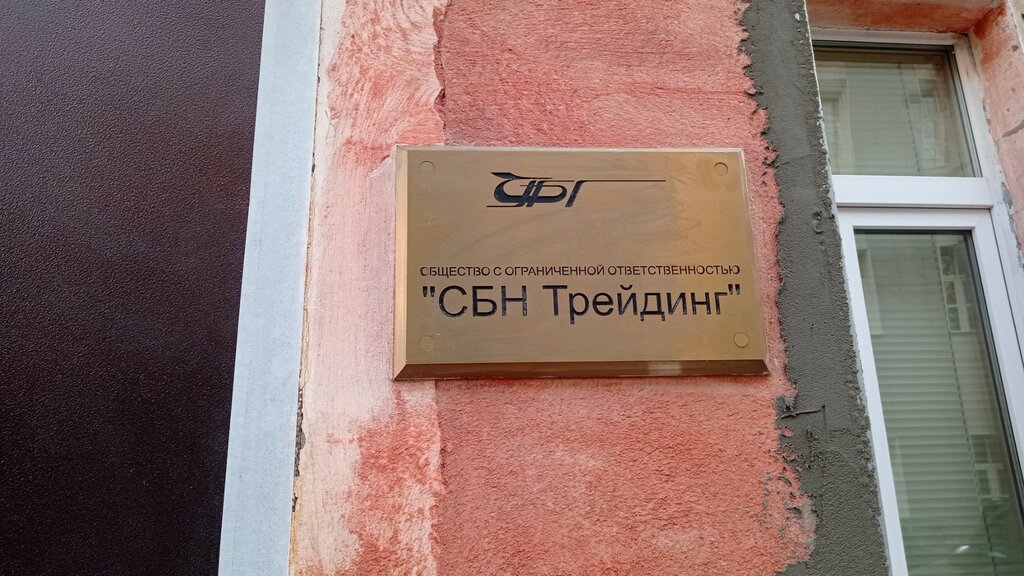 ОБЩЕСТВО С ОГРАНИЧЕННОЙ ОТВЕТСТВЕННОСТЬЮ
"СБН Трейдинг"